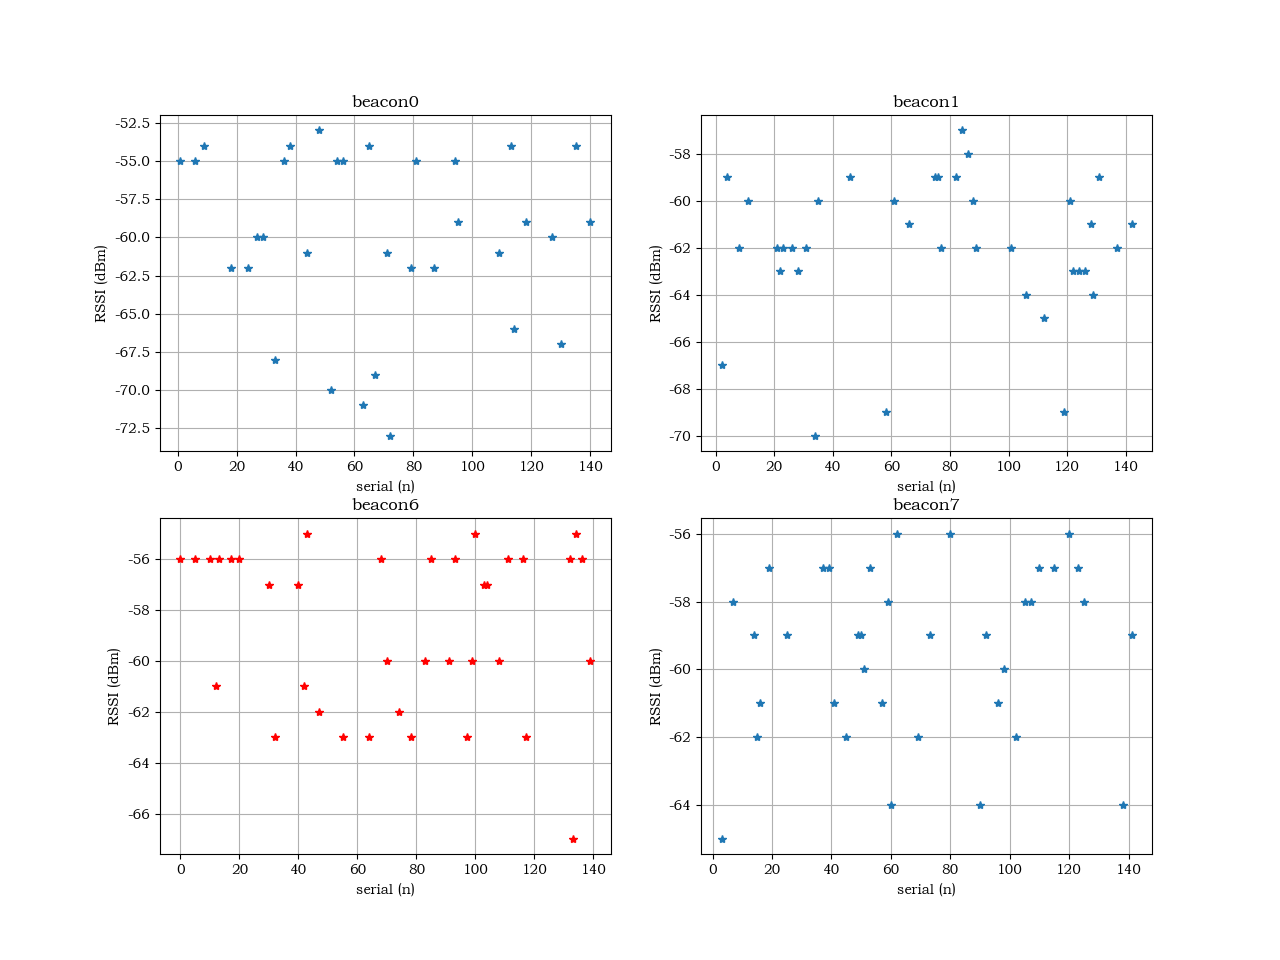 beacon0
-52.5
-55.0
-57.5
-60.0
-62.5
-65.0
-67.5
-70.0
-72.5
RSSI (dBm)
0 20 40 60 80 100 120 140
serial (n)
beacon1
-58
-60
-62
-64
-66
-68
-70
RSSI (dBm)
0 20 40 60 80 100 120 140
serial (n)
beacon6
-56
-58
-60
-62
-64
-66
RSSI (dBm)
0 20 40 60 80 100 120 140
serial (n)
beacon7
-56
-58
-60
-62
-64
RSSI (dBm)
0 20 40 60 80 100 120 140
serial (n)